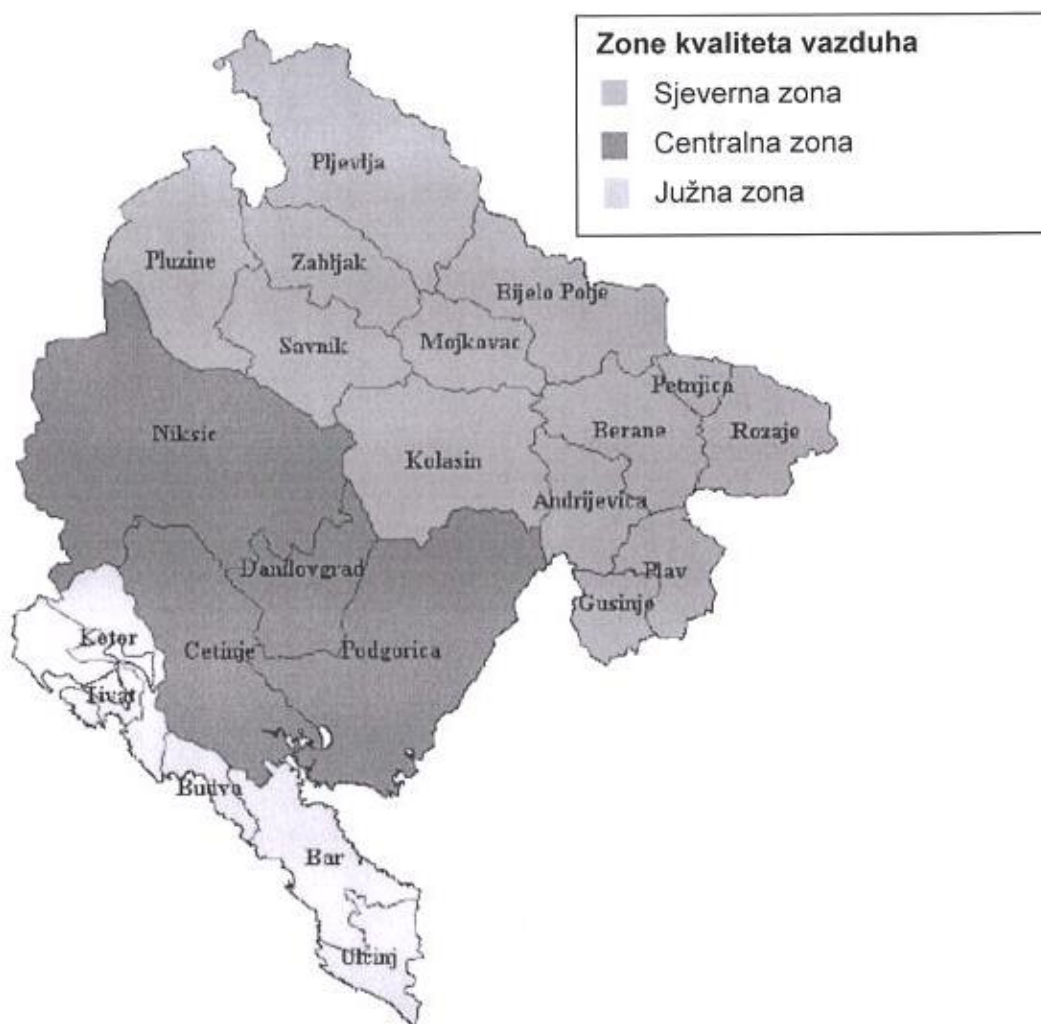 Zone kvaliteta vazduha
Sjeverna zona
Centralna zona
Južna zona
Pljevlja
Pluzine
Zabljak
Bijelo Polje
Savnik
Mojkovac
Petnjica
Niksic
Berane
Rozaje
Kolasin
Andrijevica
Danilovgrad
Plav
Gusinje
Kotor
Cetinje
Podgorica
Tivat
Budva
Bar
Ulcinj